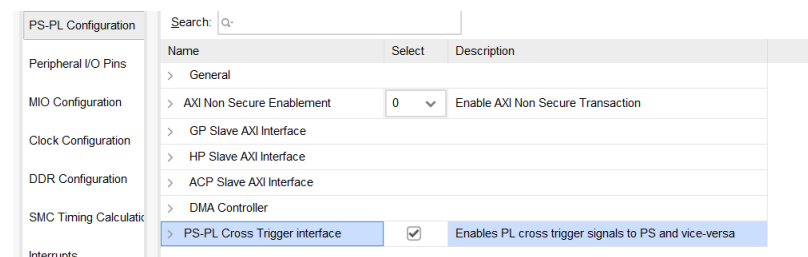 PS-PL Configuration
Search:
Name Select Description
Peripheral I/O Pins
General
MIO Configuration
AXI Non Secure Enablement 0 Enable AXI Non Secure Transaction
GP Slave AXI Interface
Clock Configuration
HP Slave AXI Interface
DDR Configuration
ACP Slave AXI Interface
SMC Timing Calculatio
DMA Controller
PS-PL Cross Trigger interface Enables PL cross trigger signals to PS and vice-versa
Interrupts